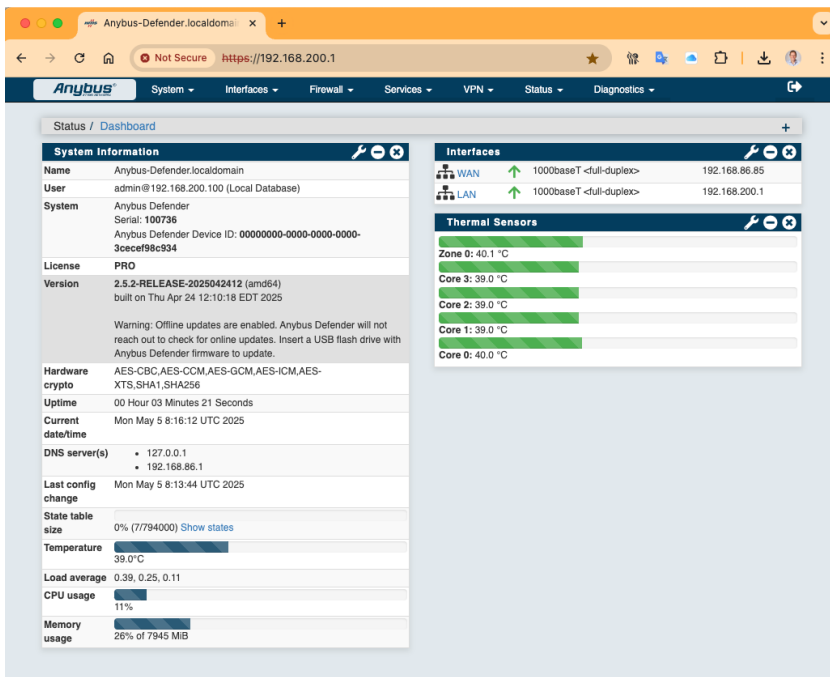 Anybus-Defender.localdomai
Not Secure https://192.168.200.1
Anybus System Interfaces Firewall Services VPN Status Diagnostics
Status / Dashboard
System Information
Name Anybus-Defender.localdomain
User admin@192.168.200.100 (Local Database)
System Anybus Defender
Serial: 100736
Anybus Defender Device ID: 00000000-0000-0000-0000-
3cecef98c934
License PRO
Version 2.5.2-RELEASE-2025042412 (amd64)
built on Thu Apr 24 12:10:18 EDT 2025
Warning: Offline updates are enabled. Anybus Defender will not
reach out to check for online updates. Insert a USB flash drive with
Anybus Defender firmware to update.
Hardware crypto AES-CBC,AES-CCM,AES-GCM,AES-ICM,AES-
XTS,SHA1,SHA256
Uptime 00 Hour 03 Minutes 21 Seconds
Current date/time Mon May 5 8:16:12 UTC 2025
DNS server(s) 127.0.0.1
192.168.86.1
Last config change Mon May 5 8:13:44 UTC 2025
State table size 0% (7/794000) Show states
Temperature 39.0°C
Load average 0.39, 0.25, 0.11
CPU usage 11%
Memory usage 26% of 7945 MiB
Interfaces
WAN 1000baseT <full-duplex> 192.168.86.85
LAN 1000baseT <full-duplex> 192.168.200.1
Thermal Sensors
Zone 0: 40.1 °C
Core 3: 39.0 °C
Core 2: 39.0 °C
Core 1: 39.0 °C
Core 0: 40.0 °C